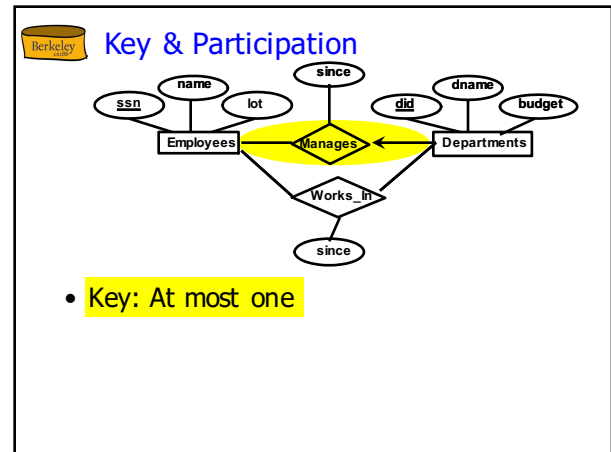 Berkeley
cs186
Key & Participation
since
name
dname
ssn
lot
did
budget
Employees
Manages
Departments
Works_In
since
• Key: At most one